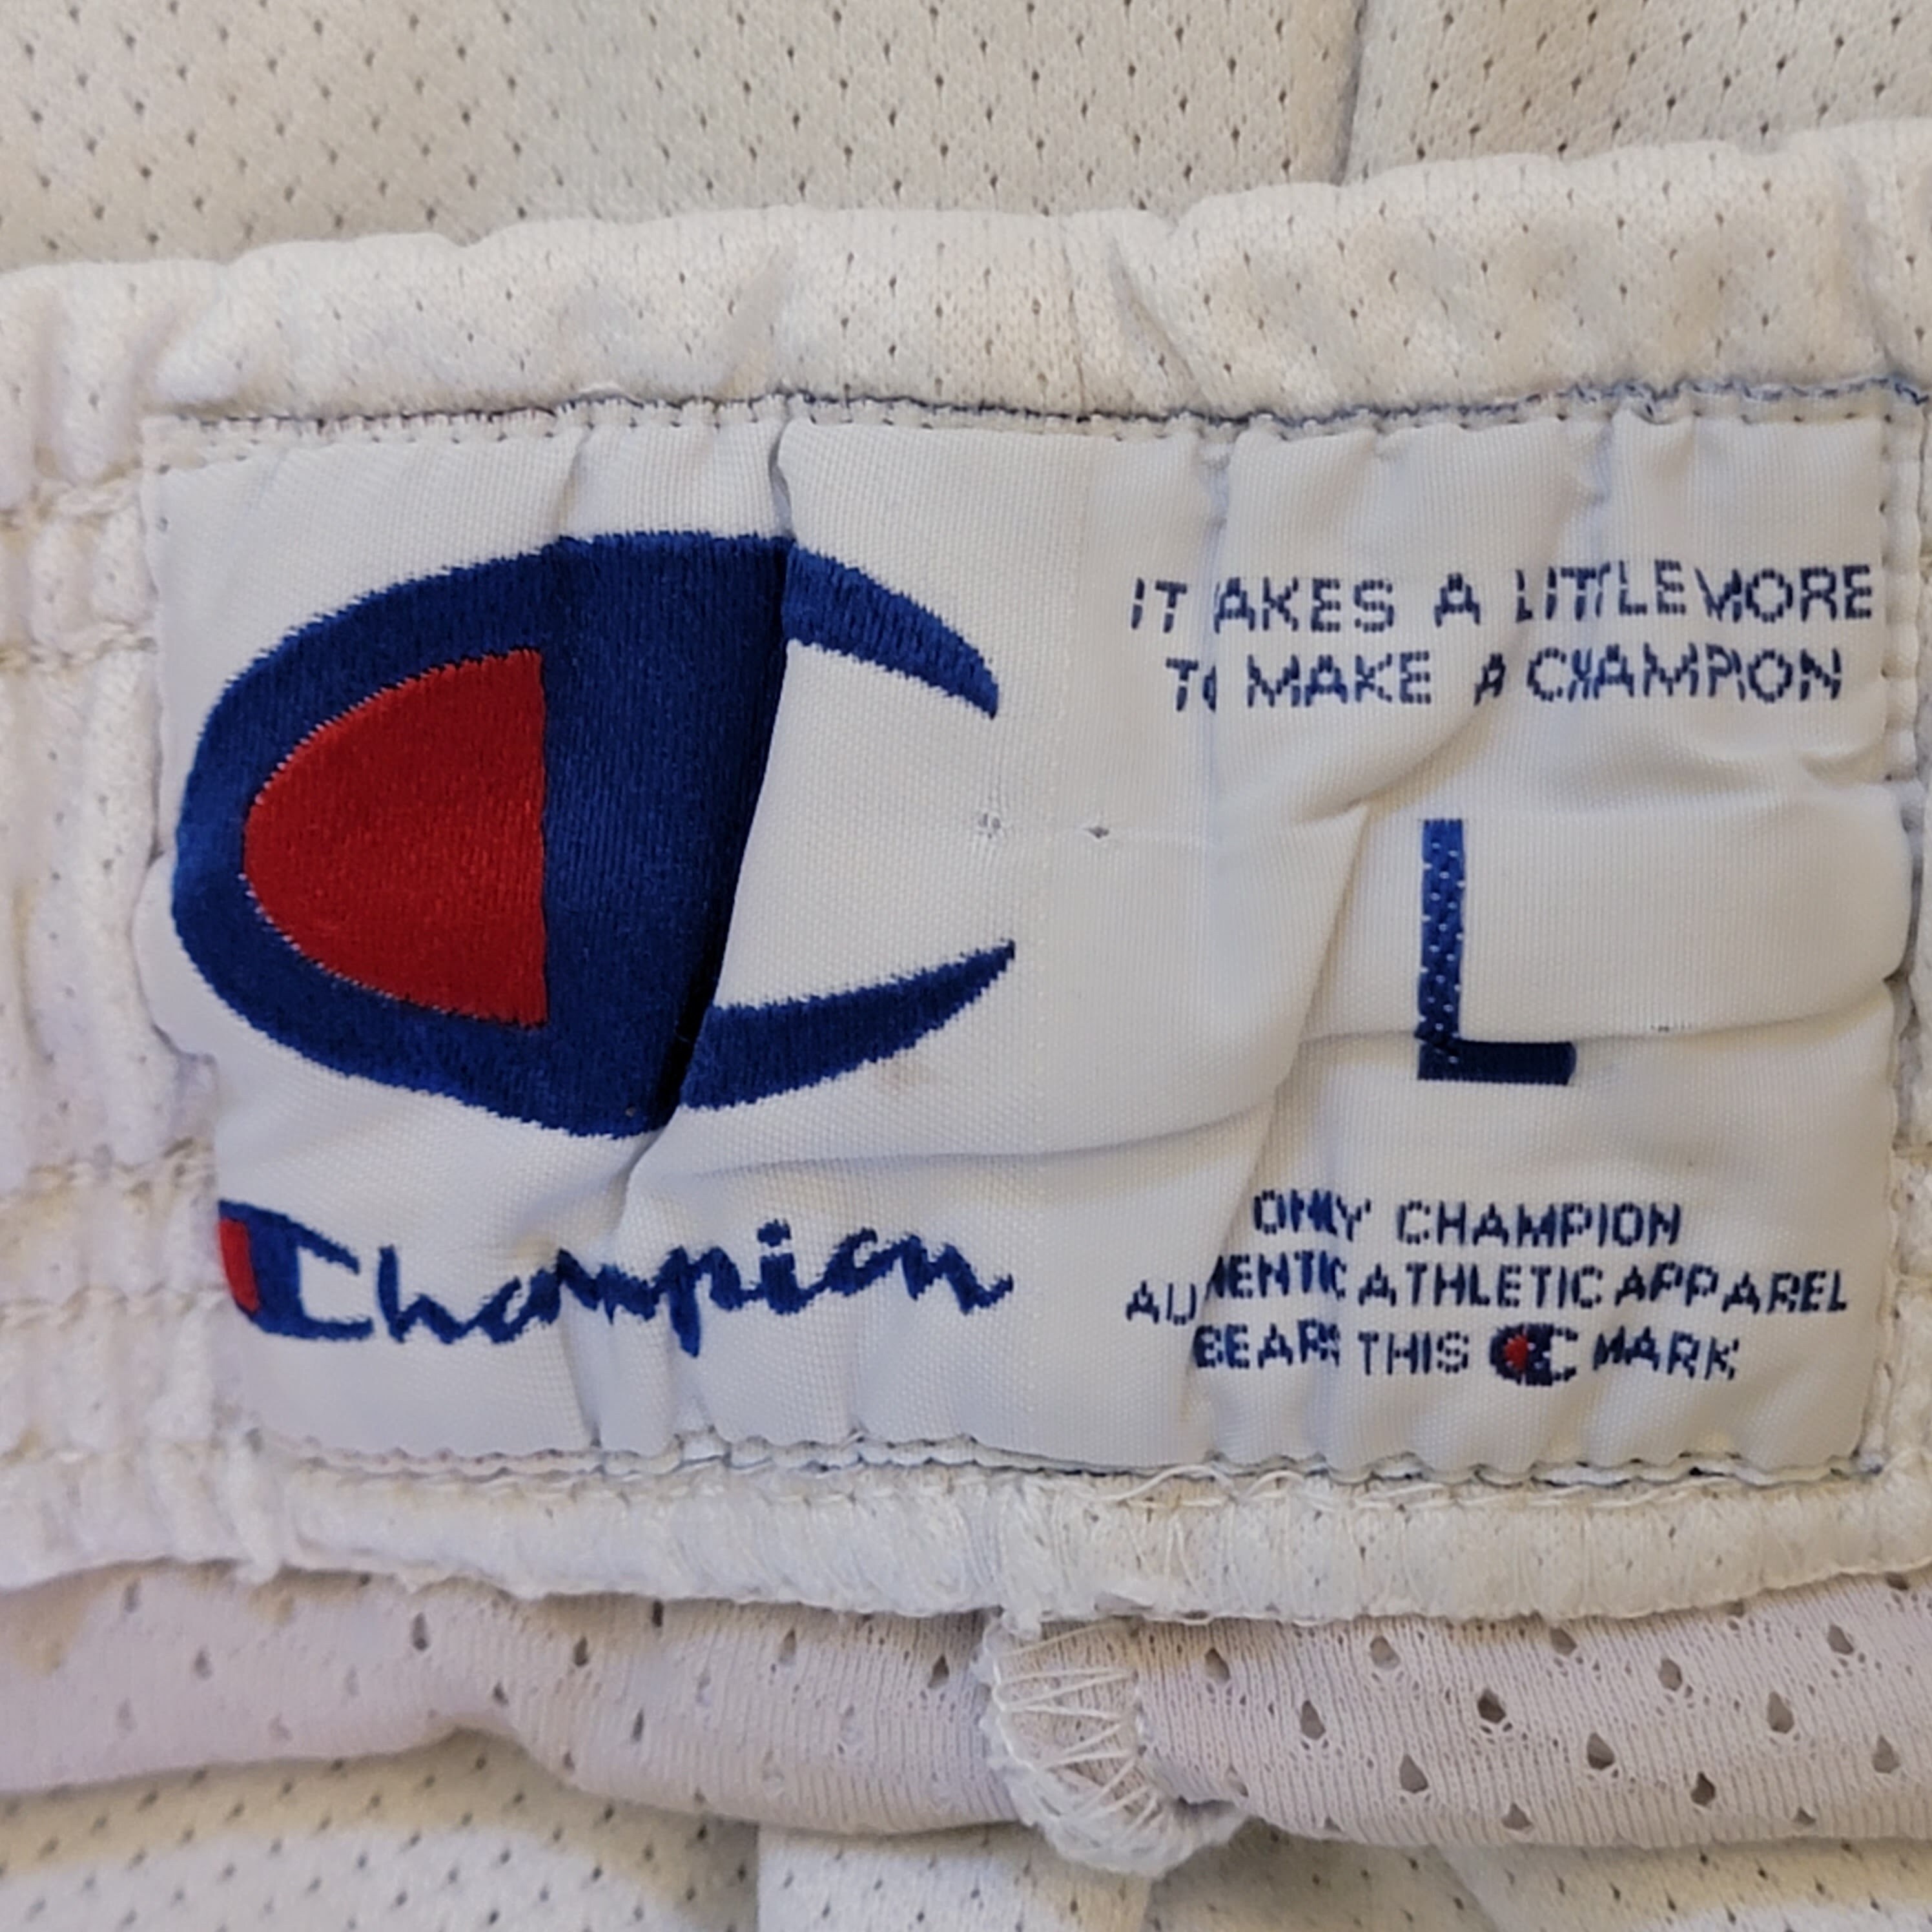 IT TAKES A LITTLE MORE
TO MAKE A CHAMPION
L
Champion
ONLY CHAMPION
AUTHENTIC ATHLETIC APPAREL
BEARS THIS C MARK